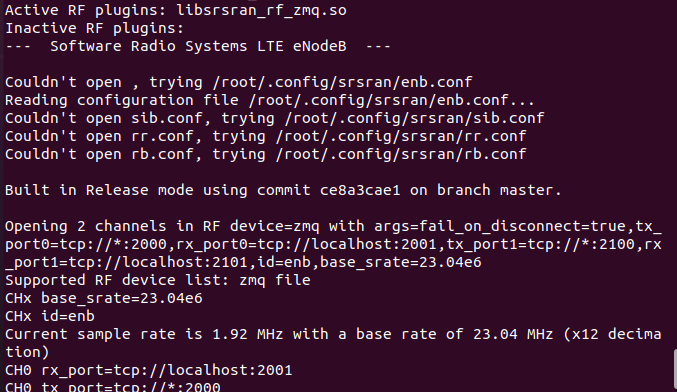 Active RF plugins: libsrsran_rf_zmq.so
Inactive RF plugins:
---  Software Radio Systems LTE eNodeB  ---
Couldn't open , trying /root/.config/srsran/enb.conf
Reading configuration file /root/.config/srsran/enb.conf...
Couldn't open sib.conf, trying /root/.config/srsran/sib.conf
Couldn't open rr.conf, trying /root/.config/srsran/rr.conf
Couldn't open rb.conf, trying /root/.config/srsran/rb.conf
Built in Release mode using commit ce8a3cae1 on branch master.
Opening 2 channels in RF device=zmq with args=fail_on_disconnect=true,tx_
port0=tcp://*:2000,rx_port0=tcp://localhost:2001,tx_port1=tcp://*:2100,rx
_port1=tcp://localhost:2101,id=enb,base_srate=23.04e6
Supported RF device list: zmq file
CHx base_srate=23.04e6
CHx id=enb
Current sample rate is 1.92 MHz with a base rate of 23.04 MHz (x12 decima
tion)
CH0 rx_port=tcp://localhost:2001
CH0 tx_port=tcp://*:2000